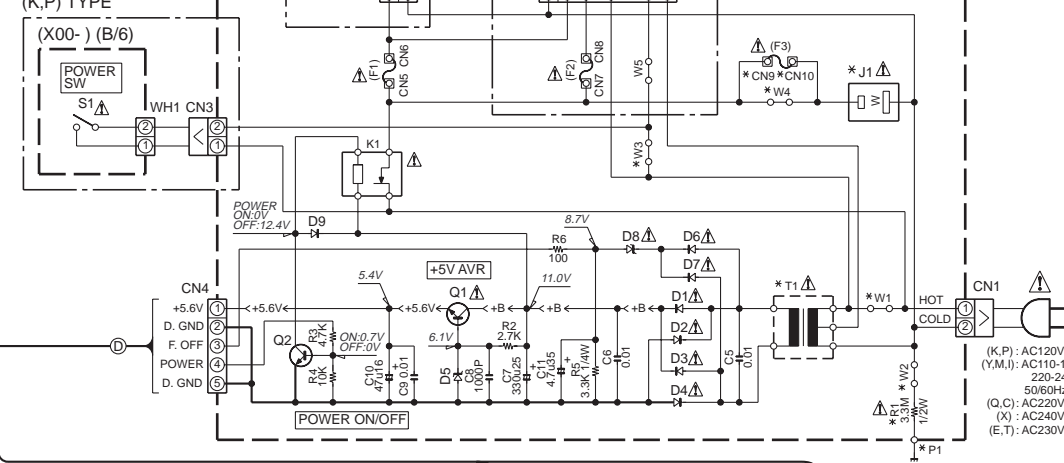 (K,P) TYPE
(X00- ) (B/6)
POWER
SW
S1
WH1 CN3
2
1
2
1
(F1)
CN5 CN6
(F2)
CN7 CN8
W5
(F3)
*CN9 *CN10
*W4
*J1
W
*W3
K1
POWER
ON:0V
OFF:12.4V
D9
8.7V
R6
100
D8
D6
D7
CN4
+5.6V
D. GND
F. OFF
POWER
D. GND
1
2
3
4
5
D
+5.6V
5.4V
+5V AVR
Q1
+5.6V
11.0V
+B
+B
+B
D1
D2
D3
D4
*T1
*W1
HOT
COLD
CN1
1
2
Q2
R3
4.7K
R4
10K
ON:0.7V
OFF:0V
C10
47u16
C9 0.01
6.1V
D5
C8
1000P
R2
2.7K
C7
330u25
C11
4.7u35
R5
3.3K 1/4W
C6
0.01
C5
0.01
POWER ON/OFF
*W2
*R1
3.3M
1/2W
*P1
(K,P) : AC120V
(Y,M,I) : AC110-1
220-24
50/60Hz
(Q,C) : AC220V
(X) : AC240V
(E,T) : AC230V